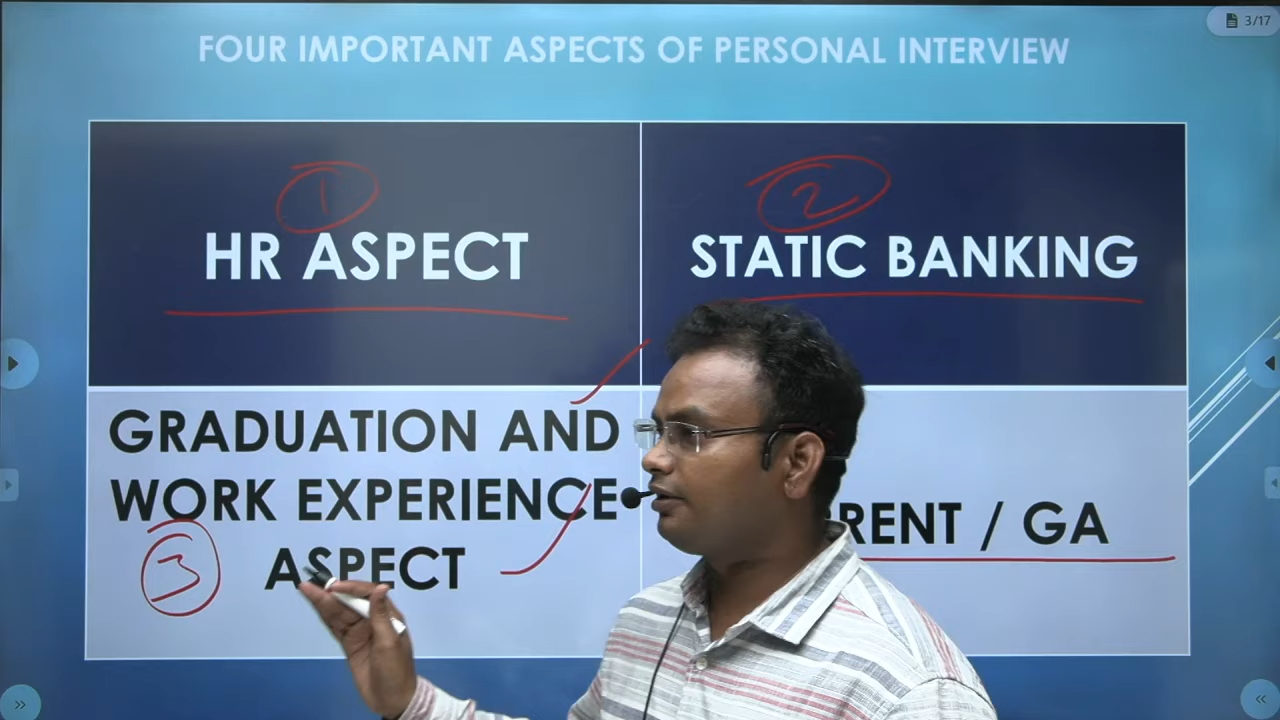 3/17
FOUR IMPORTANT ASPECTS OF PERSONAL INTERVIEW
1
HR ASPECT
2
STATIC BANKING
GRADUATION AND
WORK EXPERIENCE
ASPECT
3
RENT / GA